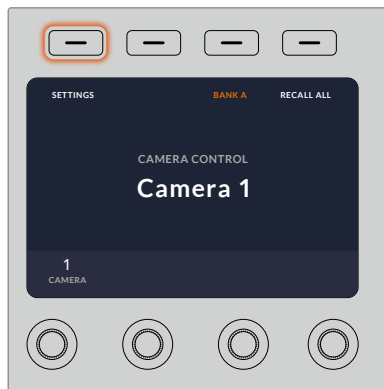 SETTINGS BANK A RECALL ALL
CAMERA CONTROL
Camera 1
1
CAMERA